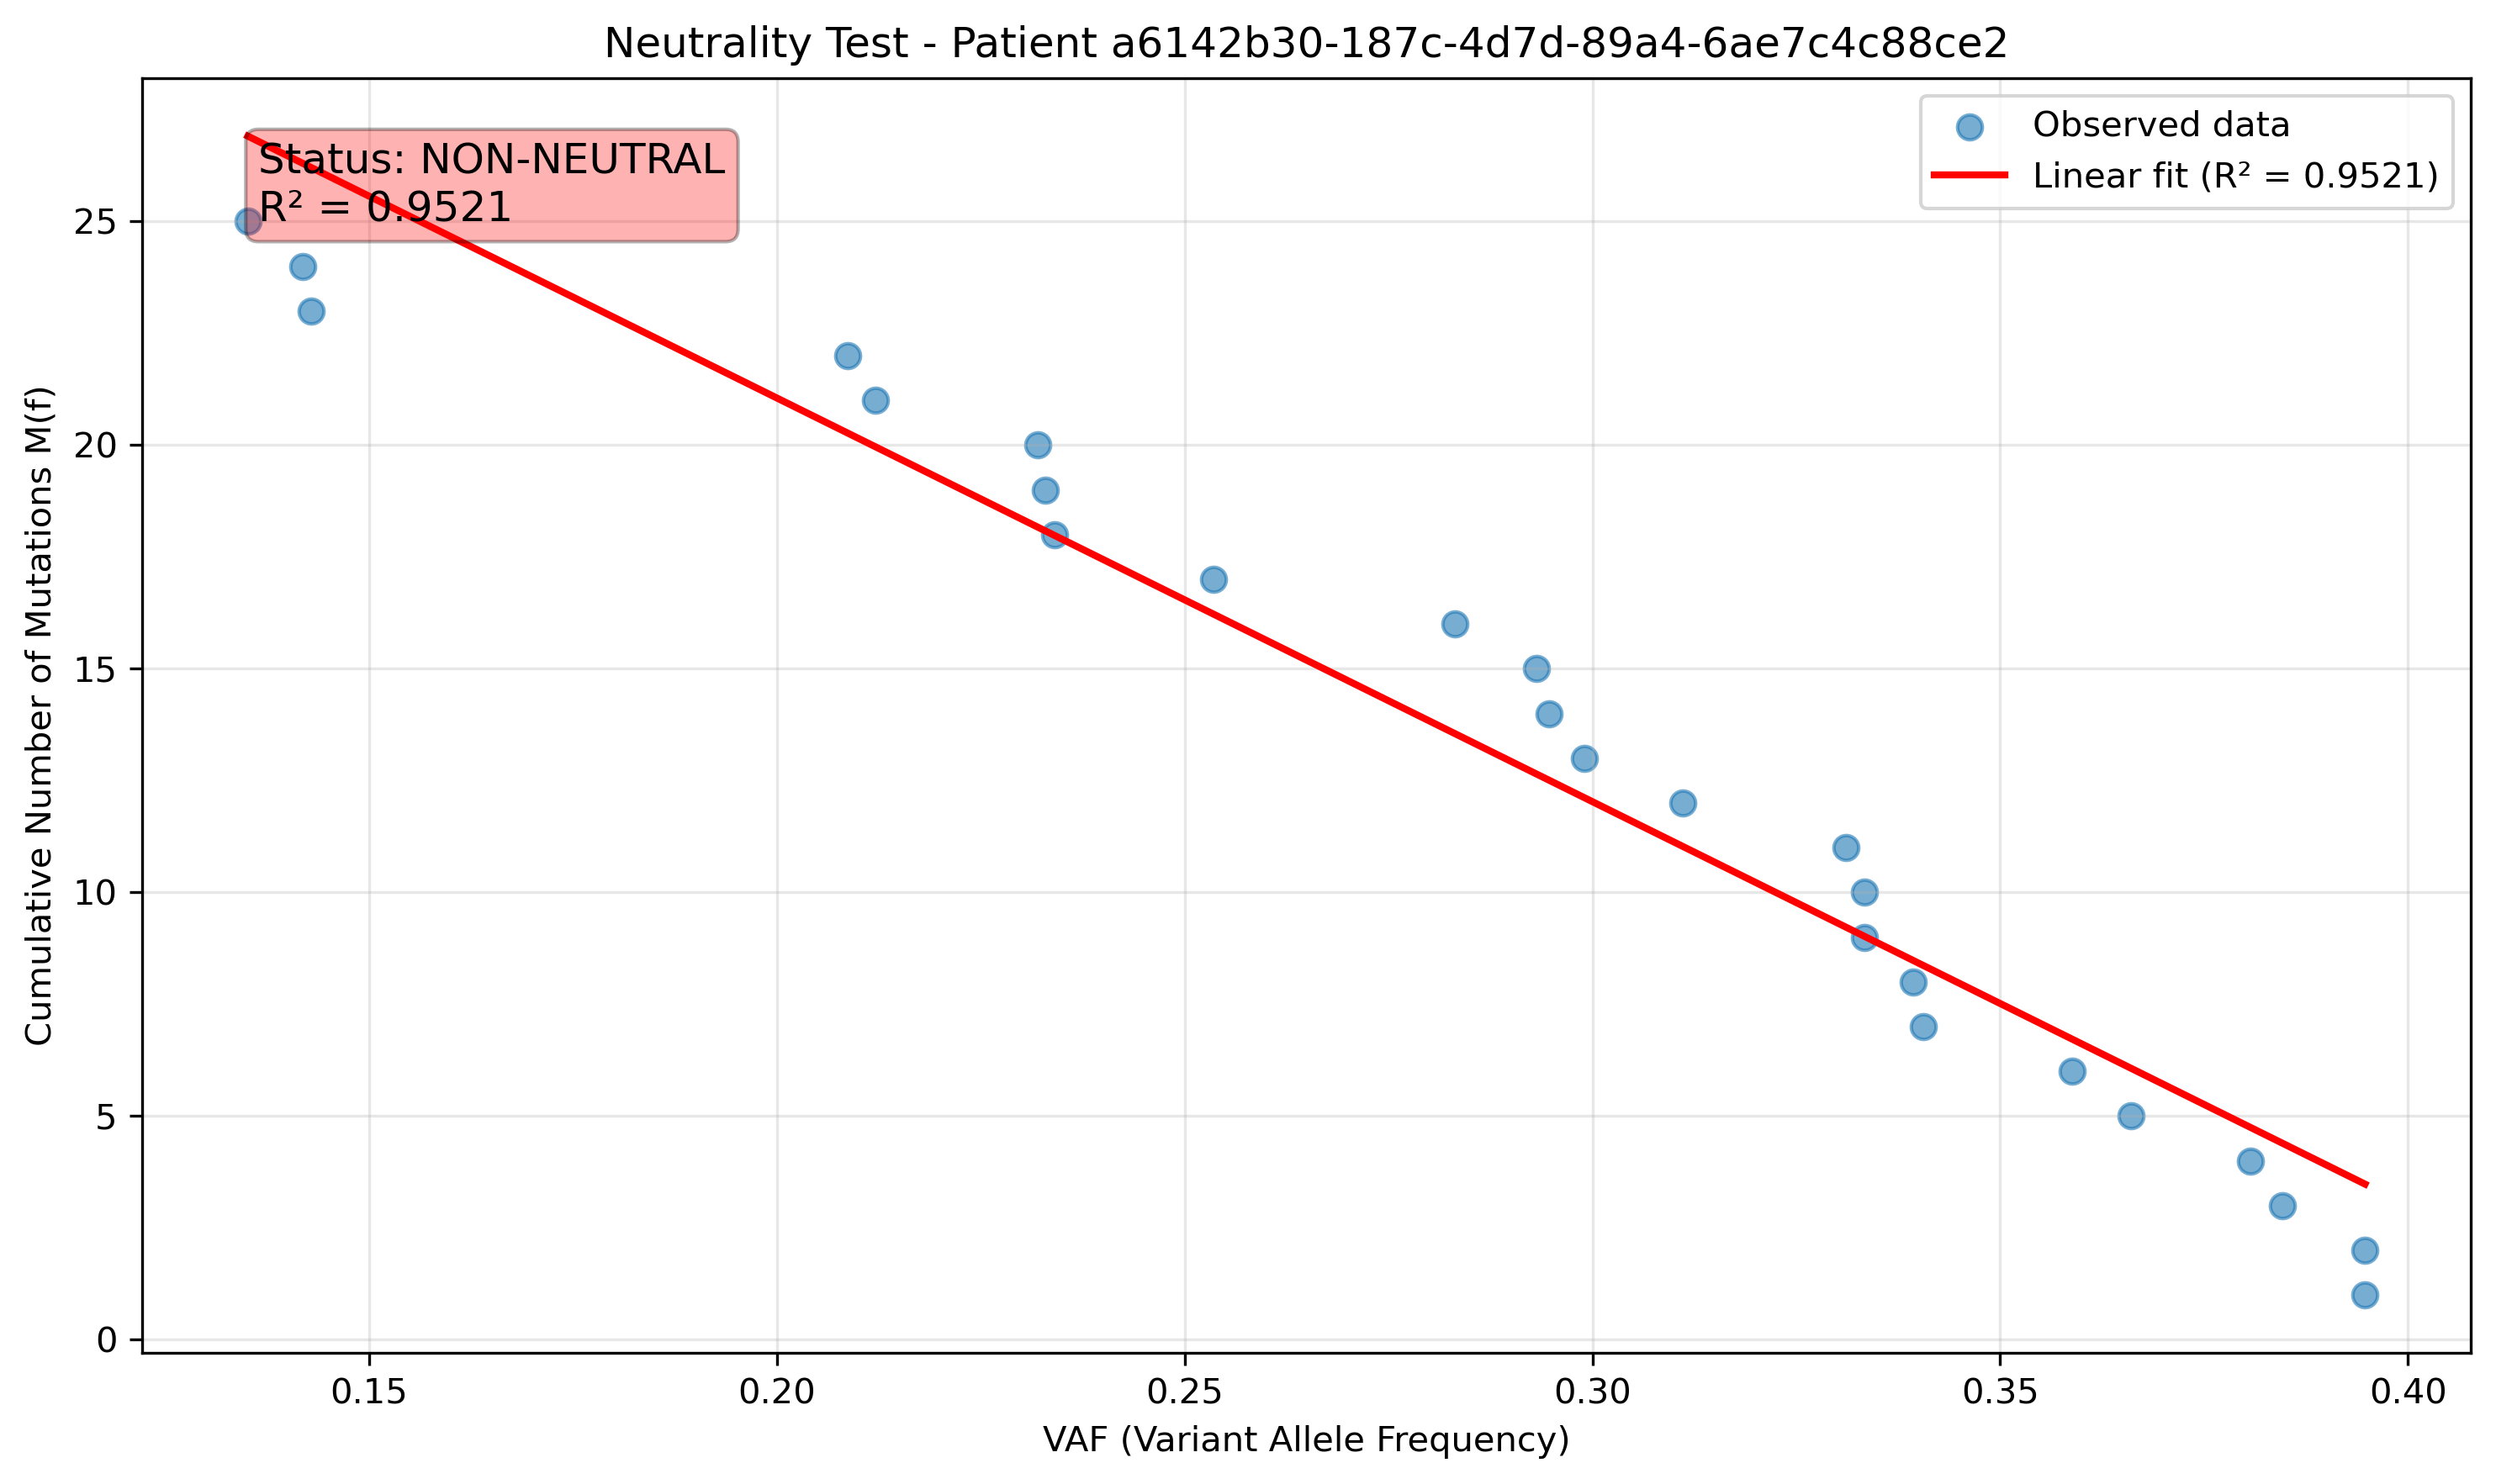 Neutrality Test - Patient a6142b30-187c-4d7d-89a4-6ae7c4c88ce2
Status: NON-NEUTRAL
R² = 0.9521
Observed data
Linear fit (R² = 0.9521)
Cumulative Number of Mutations M(f)
25
20
15
10
5
0
0.15 0.20 0.25 0.30 0.35 0.40
VAF (Variant Allele Frequency)